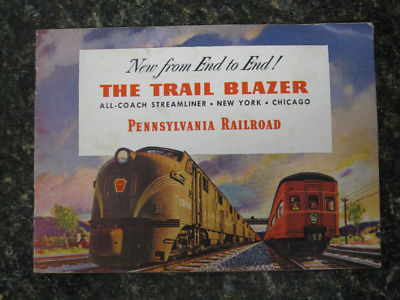 New from End to End!
THE TRAIL BLAZER
ALL-COACH STREAMLINER • NEW YORK • CHICAGO
PENNSYLVANIA RAILROAD